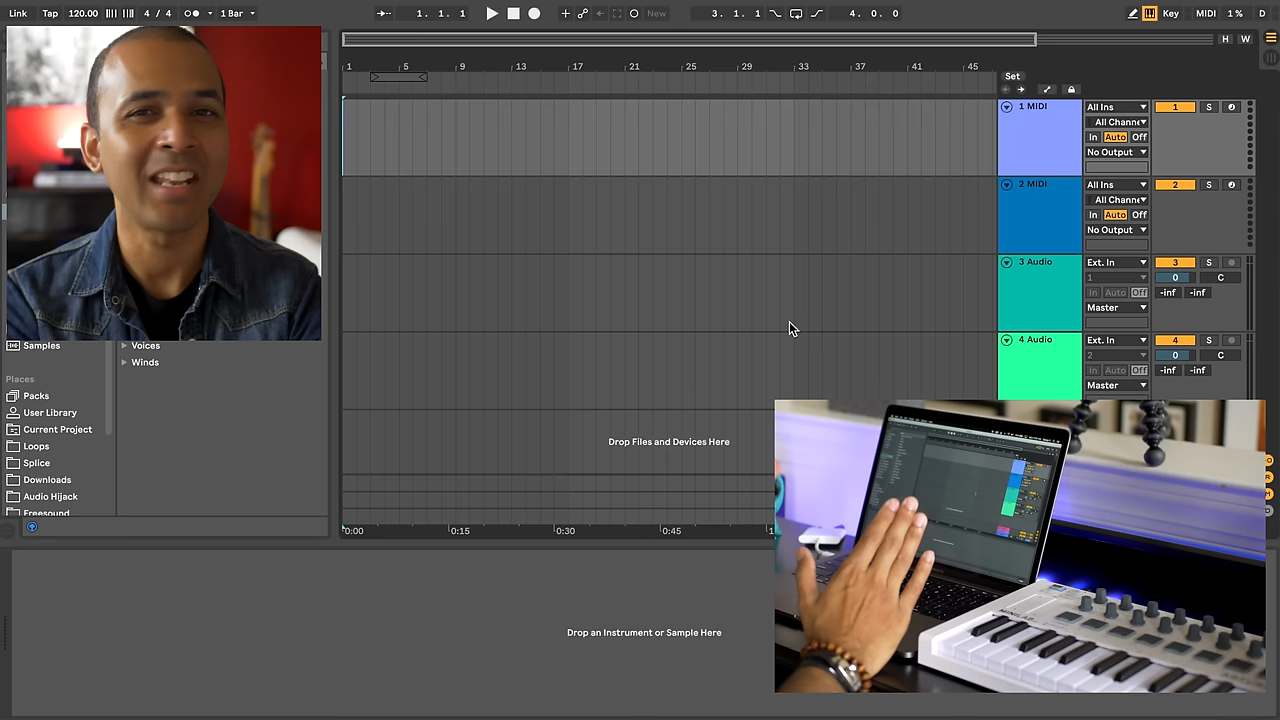 Link Tap 120.00 4 / 4 1 Bar 1. 1. 1 New 3. 1. 1 4. 0. 0 Key MIDI 1 % D
H W
1 5 9 13 17 21 25 29 33 37 41 45
Set
1 MIDI All Ins 1 S
All Channe
In Auto Off
No Output
2 MIDI All Ins 2 S
All Channe
In Auto Off
No Output
3 Audio Ext. In 3 S
1 0 C
In Auto Off -inf -inf
Master
4 Audio Ext. In 4 S
2 0 C
In Auto Off -inf -inf
Master
Samples
Voices
Winds
Places
Packs
User Library
Current Project
Loops
Splice
Downloads
Audio Hijack
Freesound
Drop Files and Devices Here
0:00 0:15 0:30 0:45
Drop an Instrument or Sample Here
MINILAB